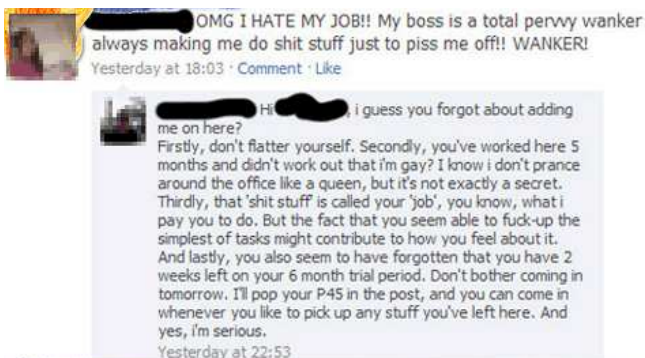 OMG I HATE MY JOB!! My boss is a total pervvy wanker
always making me do shit stuff just to piss me off!! WANKER!
Yesterday at 18:03 · Comment · Like
Hi , i guess you forgot about adding
me on here?
Firstly, don't flatter yourself. Secondly, you've worked here 5
months and didn't work out that i'm gay? I know i don't prance
around the office like a queen, but it's not exactly a secret.
Thirdly, that 'shit stuff' is called your 'job', you know, what i
pay you to do. But the fact that you seem able to fuck-up the
simplest of tasks might contribute to how you feel about it.
And lastly, you also seem to have forgotten that you have 2
weeks left on your 6 month trial period. Don't bother coming in
tomorrow. I'll pop your P45 in the post, and you can come in
whenever you like to pick up any stuff you've left here. And
yes, i'm serious.
Yesterday at 22:53